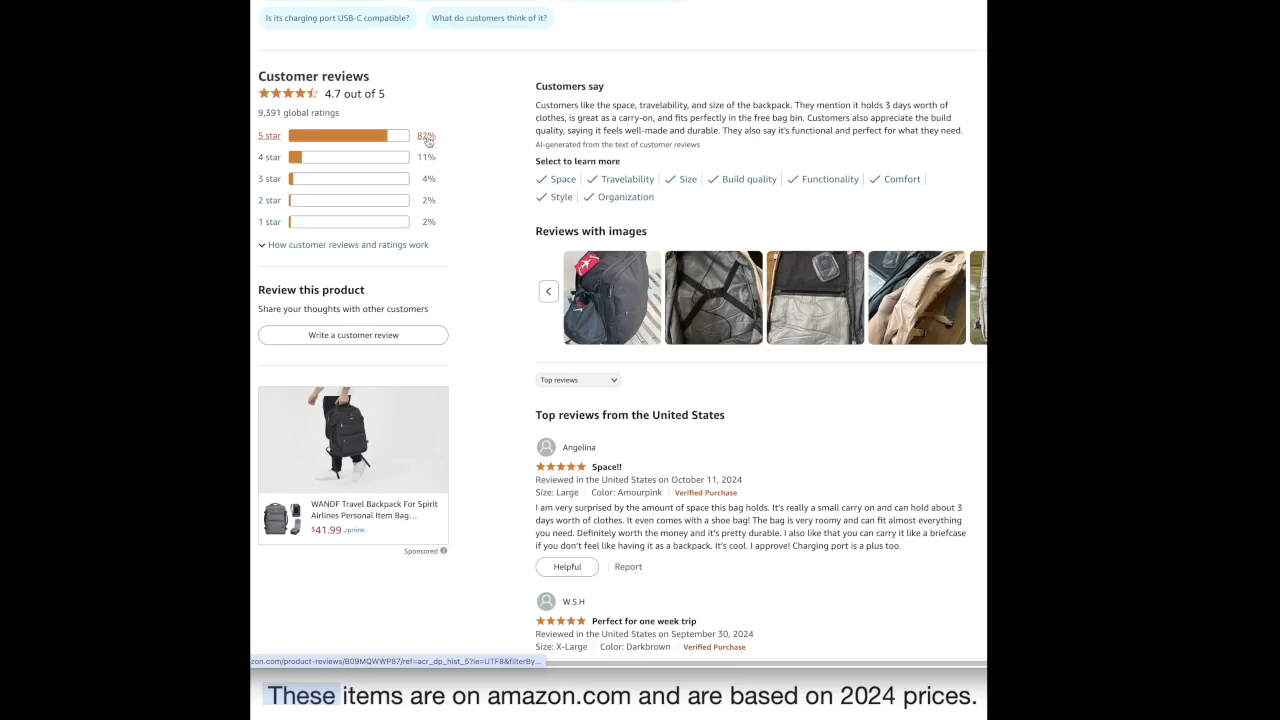 Is its charging port USB-C compatible?
What do customers think of it?
Customer reviews
4.7 out of 5
9,391 global ratings
5 star 82%
4 star 11%
3 star 4%
2 star 2%
1 star 2%
How customer reviews and ratings work
Review this product
Share your thoughts with other customers
Write a customer review
WANDF Travel Backpack For Spirit
Airlines Personal Item Bag...
$41.99 prime
Sponsored
Customers say
Customers like the space, travelability, and size of the backpack. They mention it holds 3 days worth of
clothes, is great as a carry-on, and fits perfectly in the free bag bin. Customers also appreciate the build
quality, saying it feels well-made and durable. They also say it's functional and perfect for what they need.
AI-generated from the text of customer reviews
Select to learn more
Space
Travelability
Size
Build quality
Functionality
Comfort
Style
Organization
Reviews with images
Top reviews
Top reviews from the United States
Angelina
Space!!
Reviewed in the United States on October 11, 2024
Size: Large
Color: Amourpink
Verified Purchase
I am very surprised by the amount of space this bag holds. It's really a small carry on and can hold about 3
days worth of clothes. It even comes with a shoe bag! The bag is very roomy and can fit almost everything
you need. Definitely worth the money and it's pretty durable. I also like that you can carry it like a briefcase
if you don't feel like having it as a backpack. It's cool. I approve! Charging port is a plus too.
Helpful
Report
W.S.H
Perfect for one week trip
Reviewed in the United States on September 30, 2024
Size: X-Large
Color: Darkbrown
Verified Purchase
zon.com/product-reviews/B09MQWWP87/ref=acr_dp_hist_5?ie=UTF8&filterBy...
These items are on amazon.com and are based on 2024 prices.